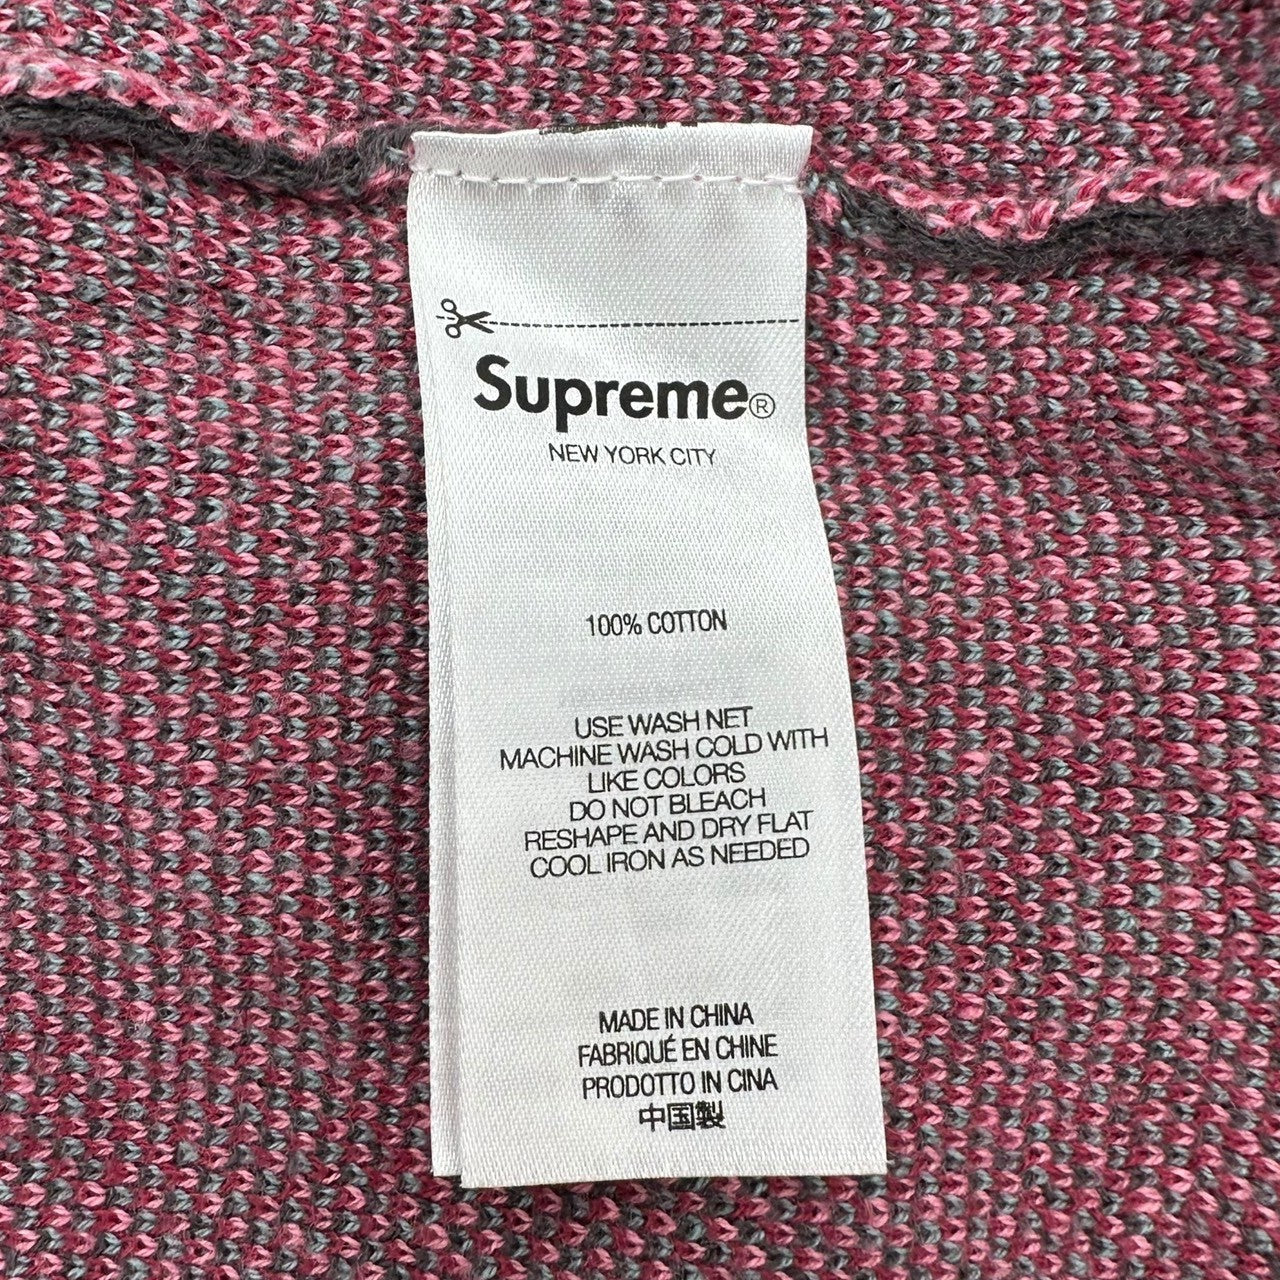 Supreme®
NEW YORK CITY
100% COTTON
USE WASH NET
MACHINE WASH COLD WITH
LIKE COLORS
DO NOT BLEACH
RESHAPE AND DRY FLAT
COOL IRON AS NEEDED
MADE IN CHINA
FABRIQUÉ EN CHINE
PRODOTTO IN CINA
中国製